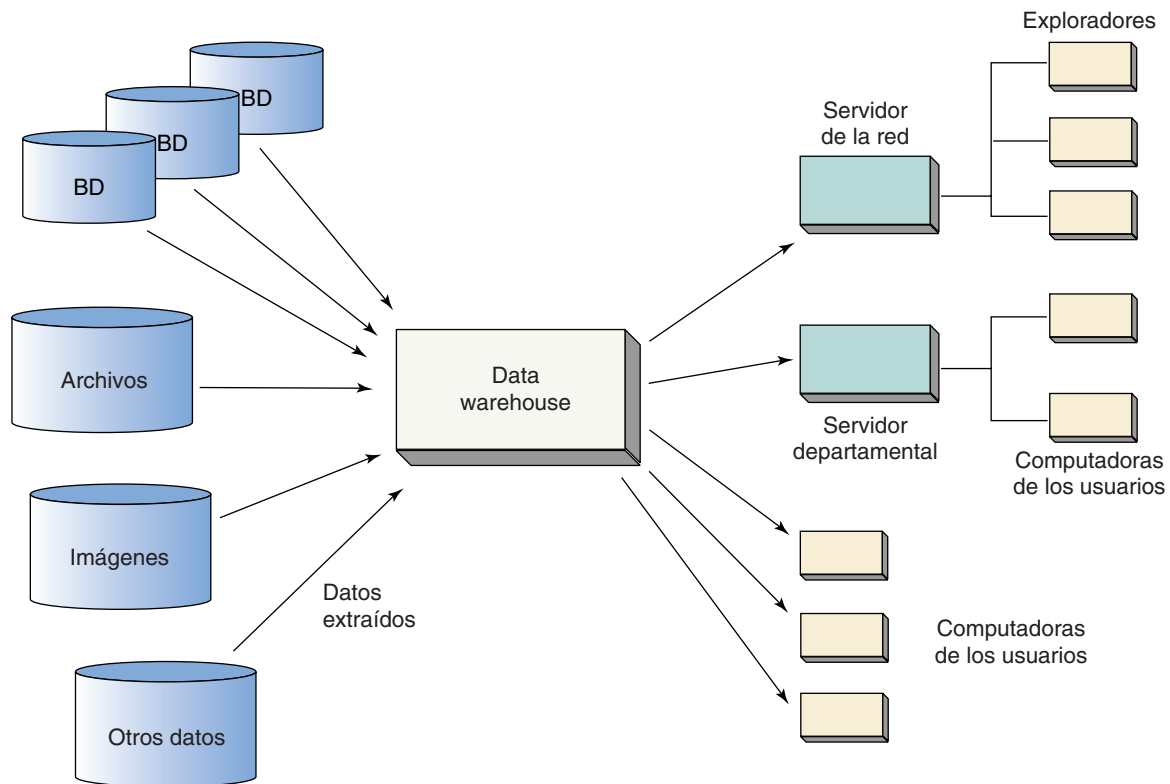 Exploradores
BD
BD
BD
Servidor
de la red
Archivos
Data
warehouse
Servidor
departamental
Computadoras
de los usuarios
Imágenes
Datos
extraídos
Computadoras
de los usuarios
Otros datos